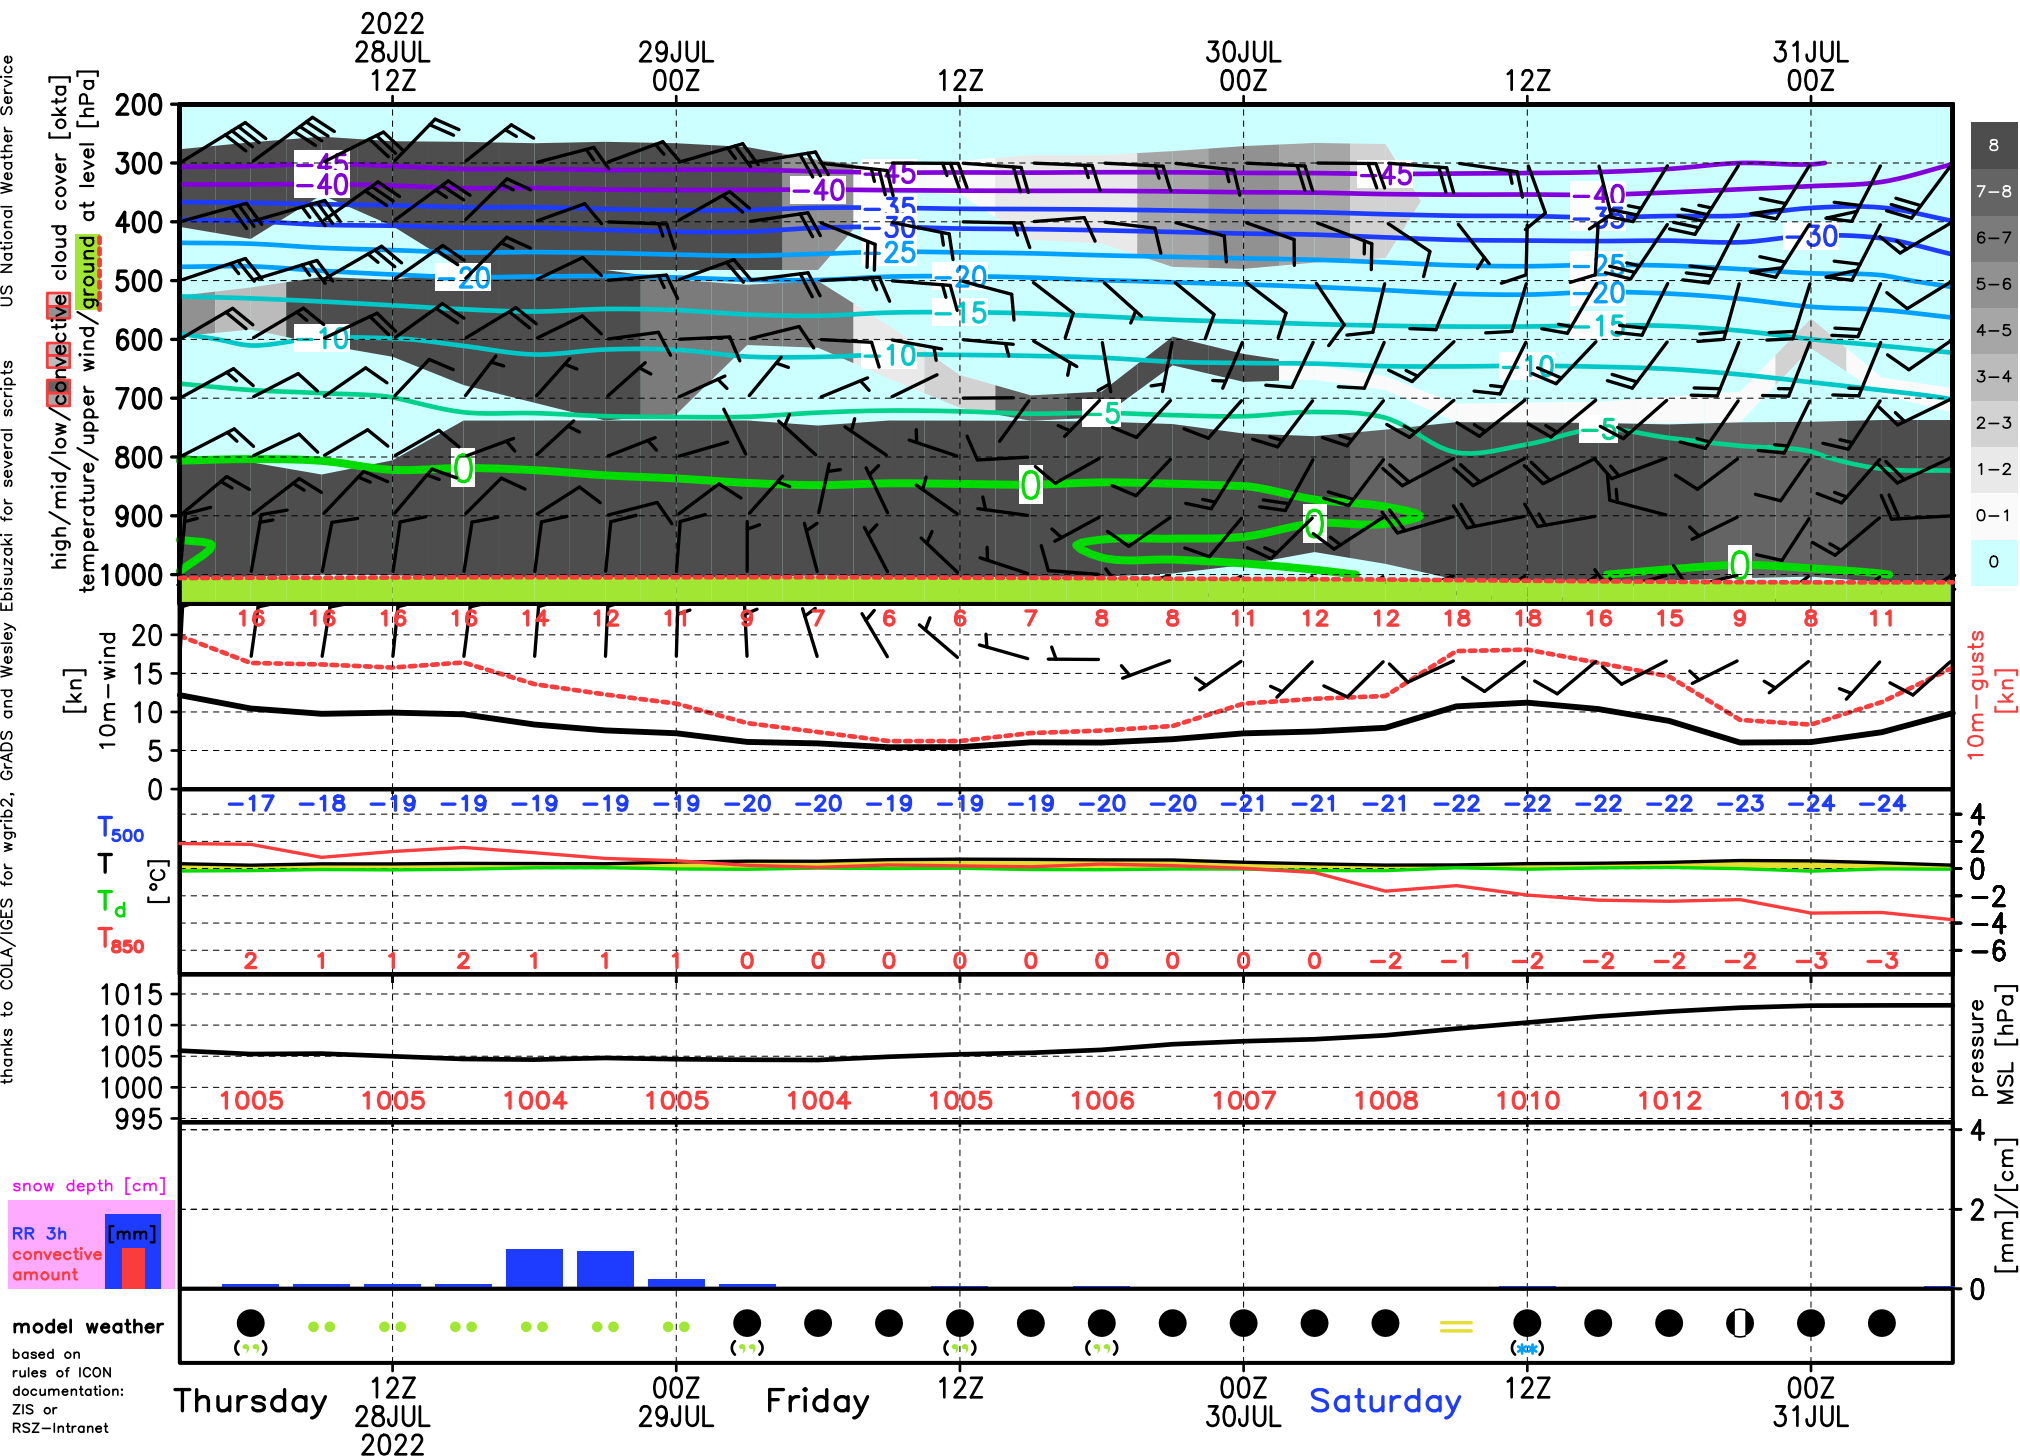 2022
28JUL 29JUL 30JUL 31JUL
12Z 00Z 12Z 00Z 12Z 00Z
thanks to COLA/IGES for wgrib2, GrADS and Wesley Ebisuzaki for several scripts US National Weather Service
high/mid/low/convective convective convective cloud cover [okta]
temperature/upper wind/ground at level [hPa]
200
300
400
500
600
700
800
900
1000
-45 -45 -45
-40 -40 -40
-35 -35
-30 -30
-25 -25
-20 -20 -20
-15 -15
-10 -10 -10
-5 -5
0 0 0 0
8
7-8
6-7
5-6
4-5
3-4
2-3
1-2
0-1
0
16 16 16 16 14 12 11 9 7 6 6 7 8 8 11 12 12 18 18 16 15 9 8 11
10m-wind
[kn]
20
15
10
5
0
10m-gusts
[kn]
-17 -18 -19 -19 -19 -19 -19 -20 -20 -19 -19 -19 -20 -20 -21 -21 -21 -22 -22 -22 -22 -23 -24 -24
T500
T
Td
T850
[°C]
4
2
0
-2
-4
-6
2 1 1 2 1 1 1 0 0 0 0 0 0 0 0 0 -2 -1 -2 -2 -2 -2 -3 -3
1015
1010
1005
1000
995
pressure
MSL [hPa]
1005 1005 1004 1005 1004 1005 1006 1007 1008 1010 1012 1013
4
2
0
[mm]/[cm]
snow depth [cm]
RR 3h [mm]
convective
amount
model weather
based on
rules of ICON
documentation:
ZIS or
RSZ-Intranet
Thursday 12Z 00Z Friday 12Z 00Z Saturday 12Z 00Z
28JUL 29JUL 30JUL 31JUL
2022